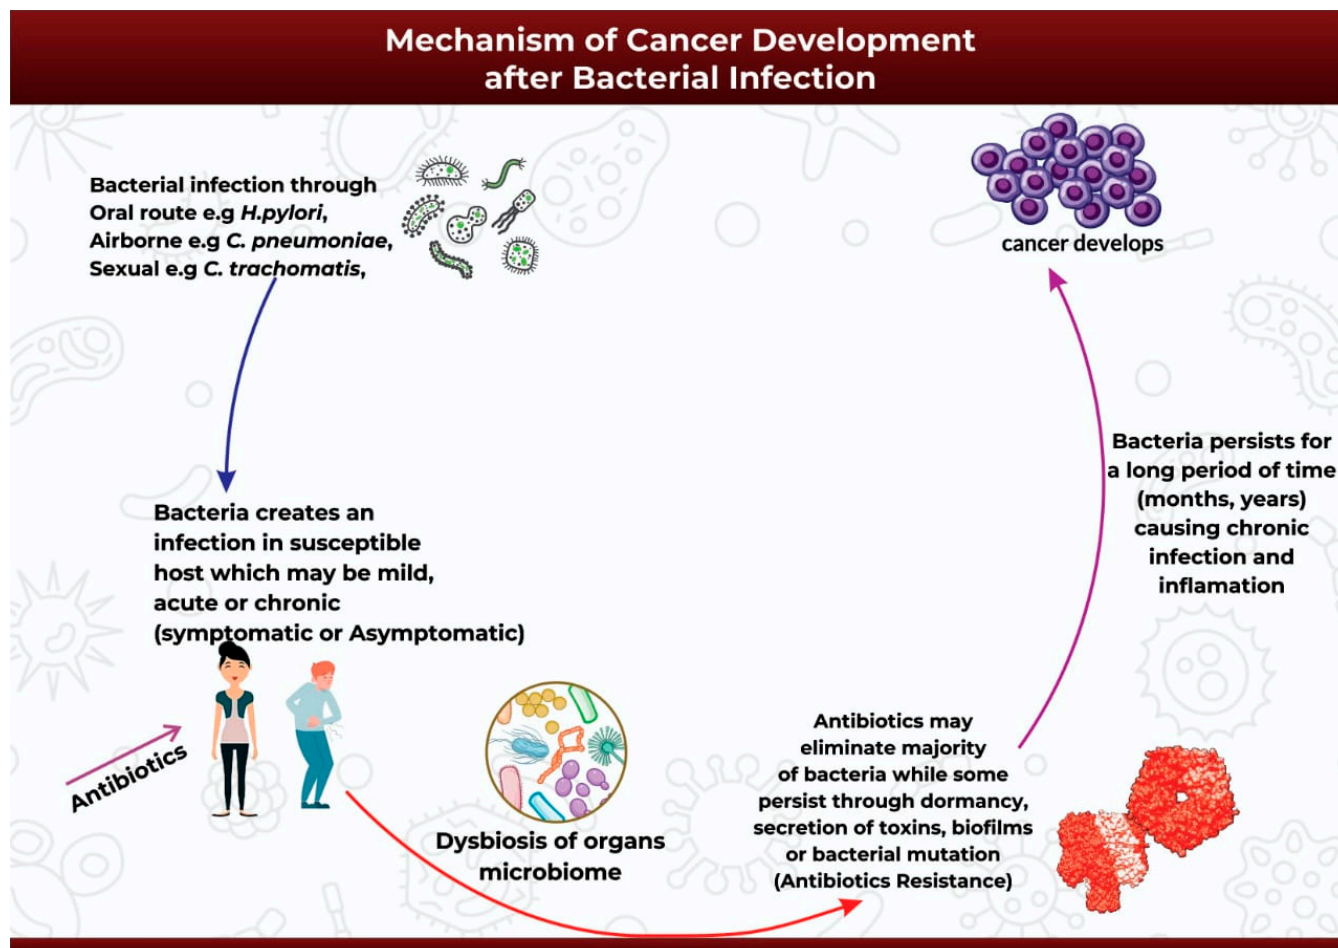 Mechanism of Cancer Development
after Bacterial Infection
Bacterial infection through
Oral route e.g H.pylori,
Airborne e.g C. pneumoniae,
Sexual e.g C. trachomatis,
cancer develops
Bacteria persists for
a long period of time
(months, years)
causing chronic
infection and
inflamation
Bacteria creates an
infection in susceptible
host which may be mild,
acute or chronic
(symptomatic or Asymptomatic)
Antibiotics
Dysbiosis of organs
microbiome
Antibiotics may
eliminate majority
of bacteria while some
persist through dormancy,
secretion of toxins, biofilms
or bacterial mutation
(Antibiotics Resistance)